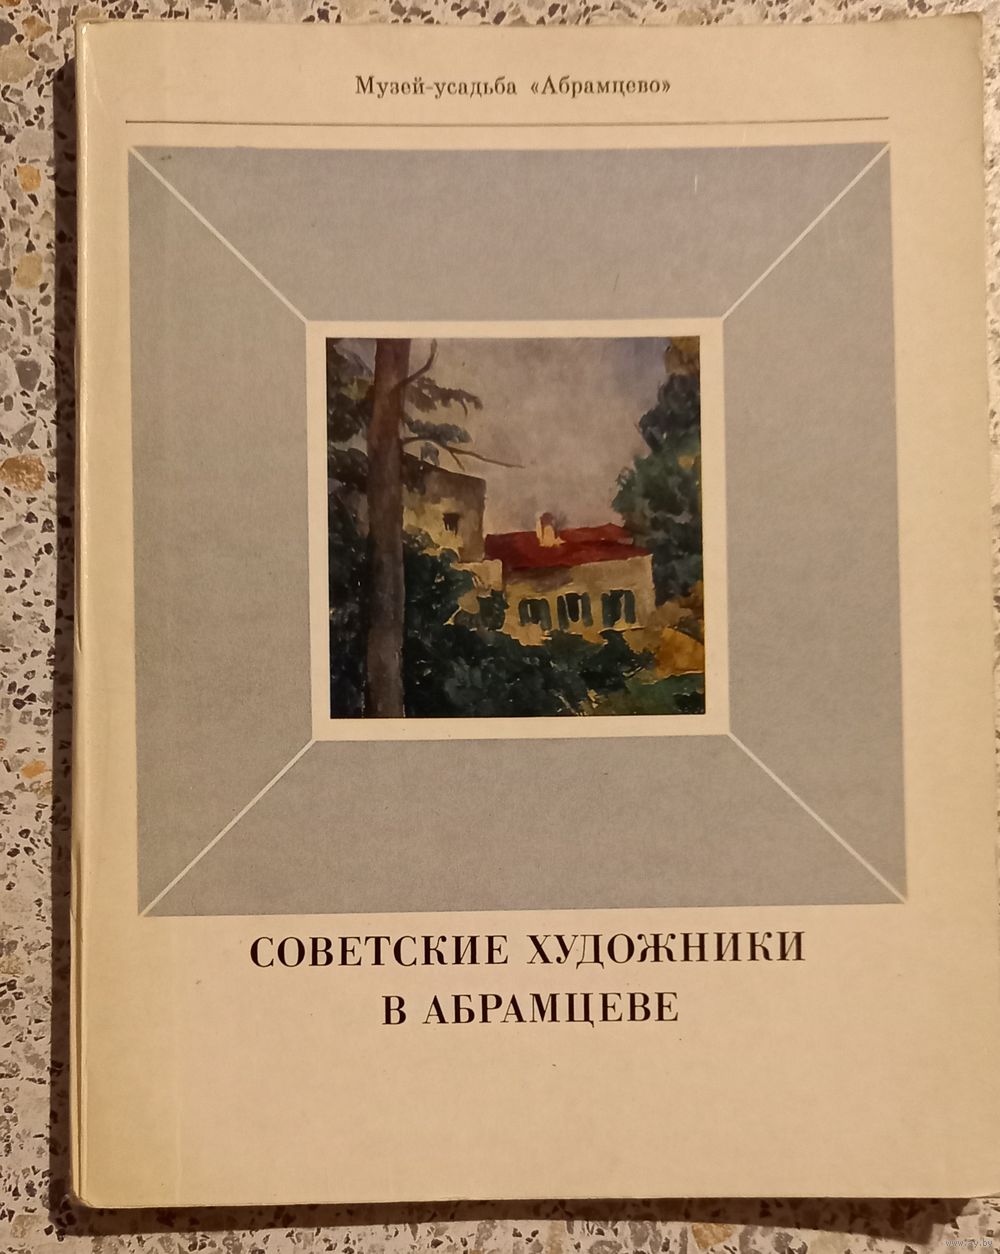 Музей-усадьба «Абрамцево»
СОВЕТСКИЕ ХУДОЖНИКИ
В АБРАМЦЕВЕ